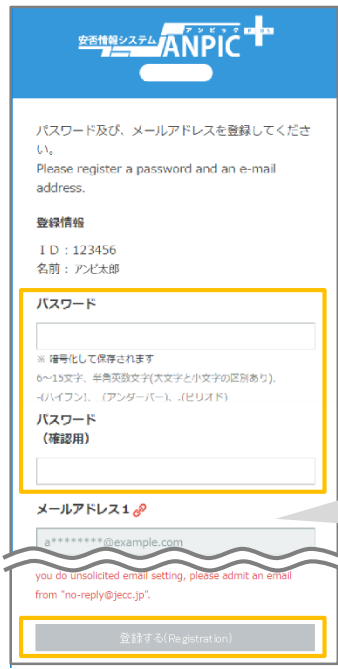 アンピック PLUS
安否情報システム ANPIC
パスワード及び、メールアドレスを登録してくださ
い。
Please register a password and an e-mail
address.
登録情報
ＩＤ：123456
名前：アンピ太郎
パスワード
※ 暗号化して保存されます
6～15文字、半角英数文字(大文字と小文字の区別あり)、
-(ハイフン)、_(アンダーバー)、.(ピリオド)
パスワード
（確認用）
メールアドレス１
a********@example.com
you do unsolicited email setting, please admit an email
from "no-reply@jecc.jp".
登録する(Registration)